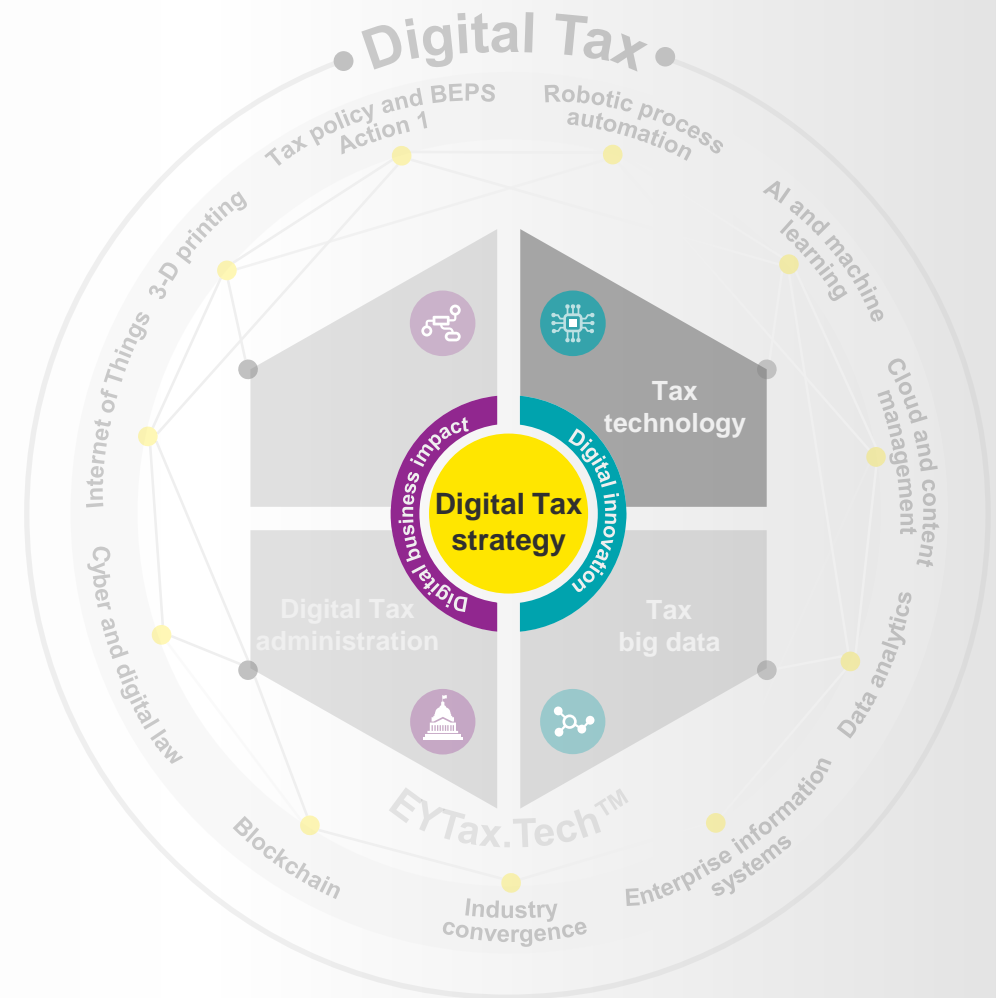 Digital Tax
Tax policy and BEPS
Action 1
Robotic process
automation
3-D printing
AI and machine
learning
Internet of Things
Cloud and content
management
Tax
technology
Digital business impact
Digital innovation
Digital Tax
strategy
Digital Tax
administration
Tax
big data
Cyber and digital law
Data analytics
EYTax.Tech™
Blockchain
Enterprise information
systems
Industry
convergence